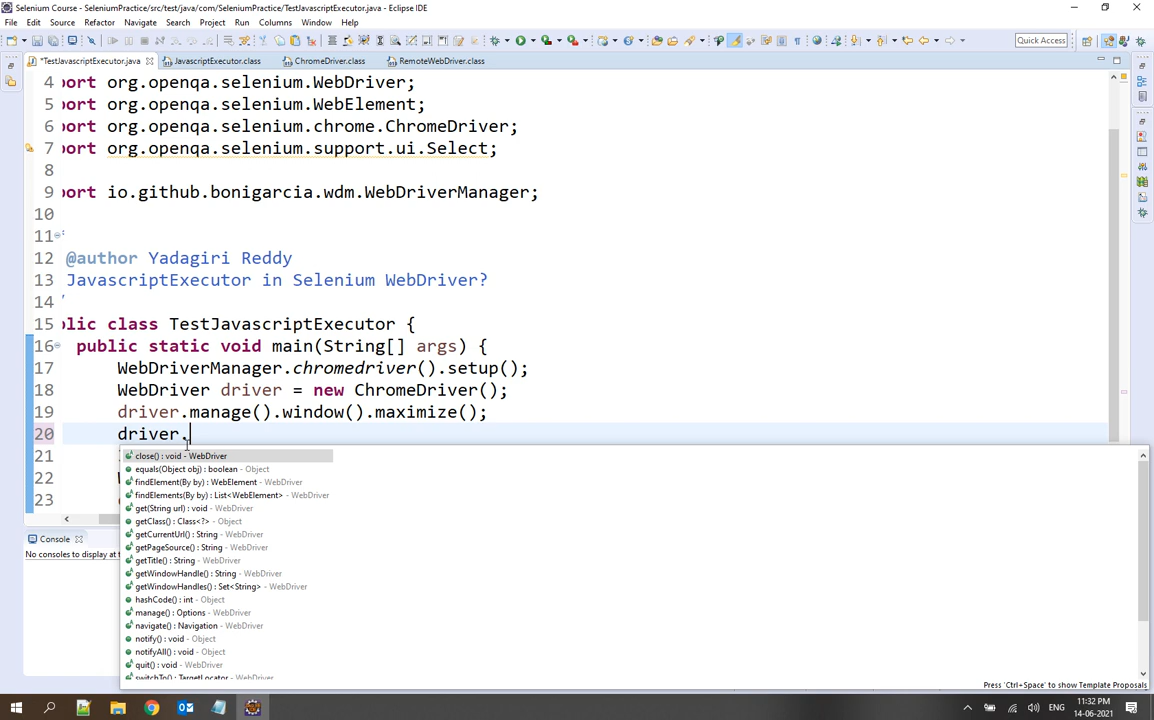 Selenium Course - SeleniumPractice/src/test/java/com/SeleniumPractice/TestJavascriptExecutor.java - Eclipse IDE
File Edit Source Refactor Navigate Search Project Run Columns Window Help
Quick Access
*TestJavascriptExecutor.java JavascriptExecutor.class ChromeDriver.class RemoteWebDriver.class
4 port org.openqa.selenium.WebDriver;
5 port org.openqa.selenium.WebElement;
6 port org.openqa.selenium.chrome.ChromeDriver;
7 port org.openqa.selenium.support.ui.Select;
8
9 port io.github.bonigarcia.wdm.WebDriverManager;
10
11
12 @author Yadagiri Reddy
13 JavascriptExecutor in Selenium WebDriver?
14
15 blic class TestJavascriptExecutor {
16 public static void main(String[] args) {
17 WebDriverManager.chromedriver().setup();
18 WebDriver driver = new ChromeDriver();
19 driver.manage().window().maximize();
20 driver.
21
22
23
close() : void - WebDriver
equals(Object obj) : boolean - Object
findElement(By by) : WebElement - WebDriver
findElements(By by) : List<WebElement> - WebDriver
get(String url) : void - WebDriver
getClass() : Class<?> - Object
getCurrentUrl() : String - WebDriver
getPageSource() : String - WebDriver
getTitle() : String - WebDriver
getWindowHandle() : String - WebDriver
getWindowHandles() : Set<String> - WebDriver
hashCode() : int - Object
manage() : Options - WebDriver
navigate() : Navigation - WebDriver
notify() : void - Object
notifyAll() : void - Object
quit() : void - WebDriver
switchTo() : TargetLocator - WebDriver
Press 'Ctrl+Space' to show Template Proposals
Console
No consoles to display at t
ENG
11:32 PM
14-06-2021